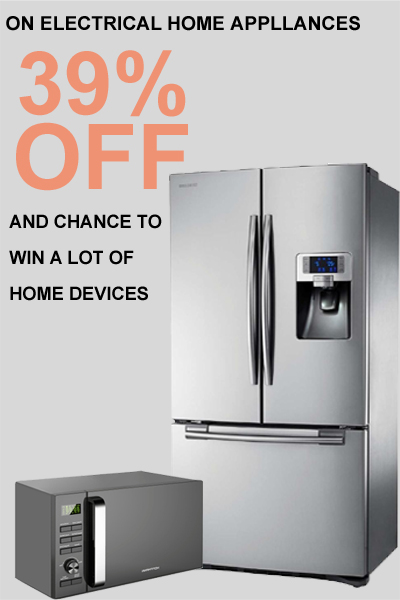 ON ELECTRICAL HOME APPLLANCES
39%
OFF
AND CHANCE TO
WIN A LOT OF
HOME DEVICES